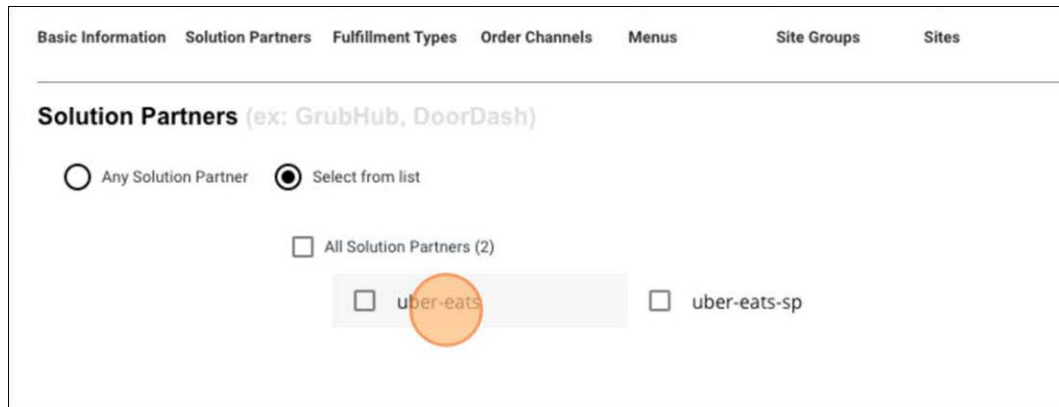 Basic Information Solution Partners Fulfillment Types Order Channels Menus Site Groups Sites
Solution Partners (ex: GrubHub, DoorDash)
Any Solution Partner Select from list
All Solution Partners (2)
uber-eats uber-eats-sp